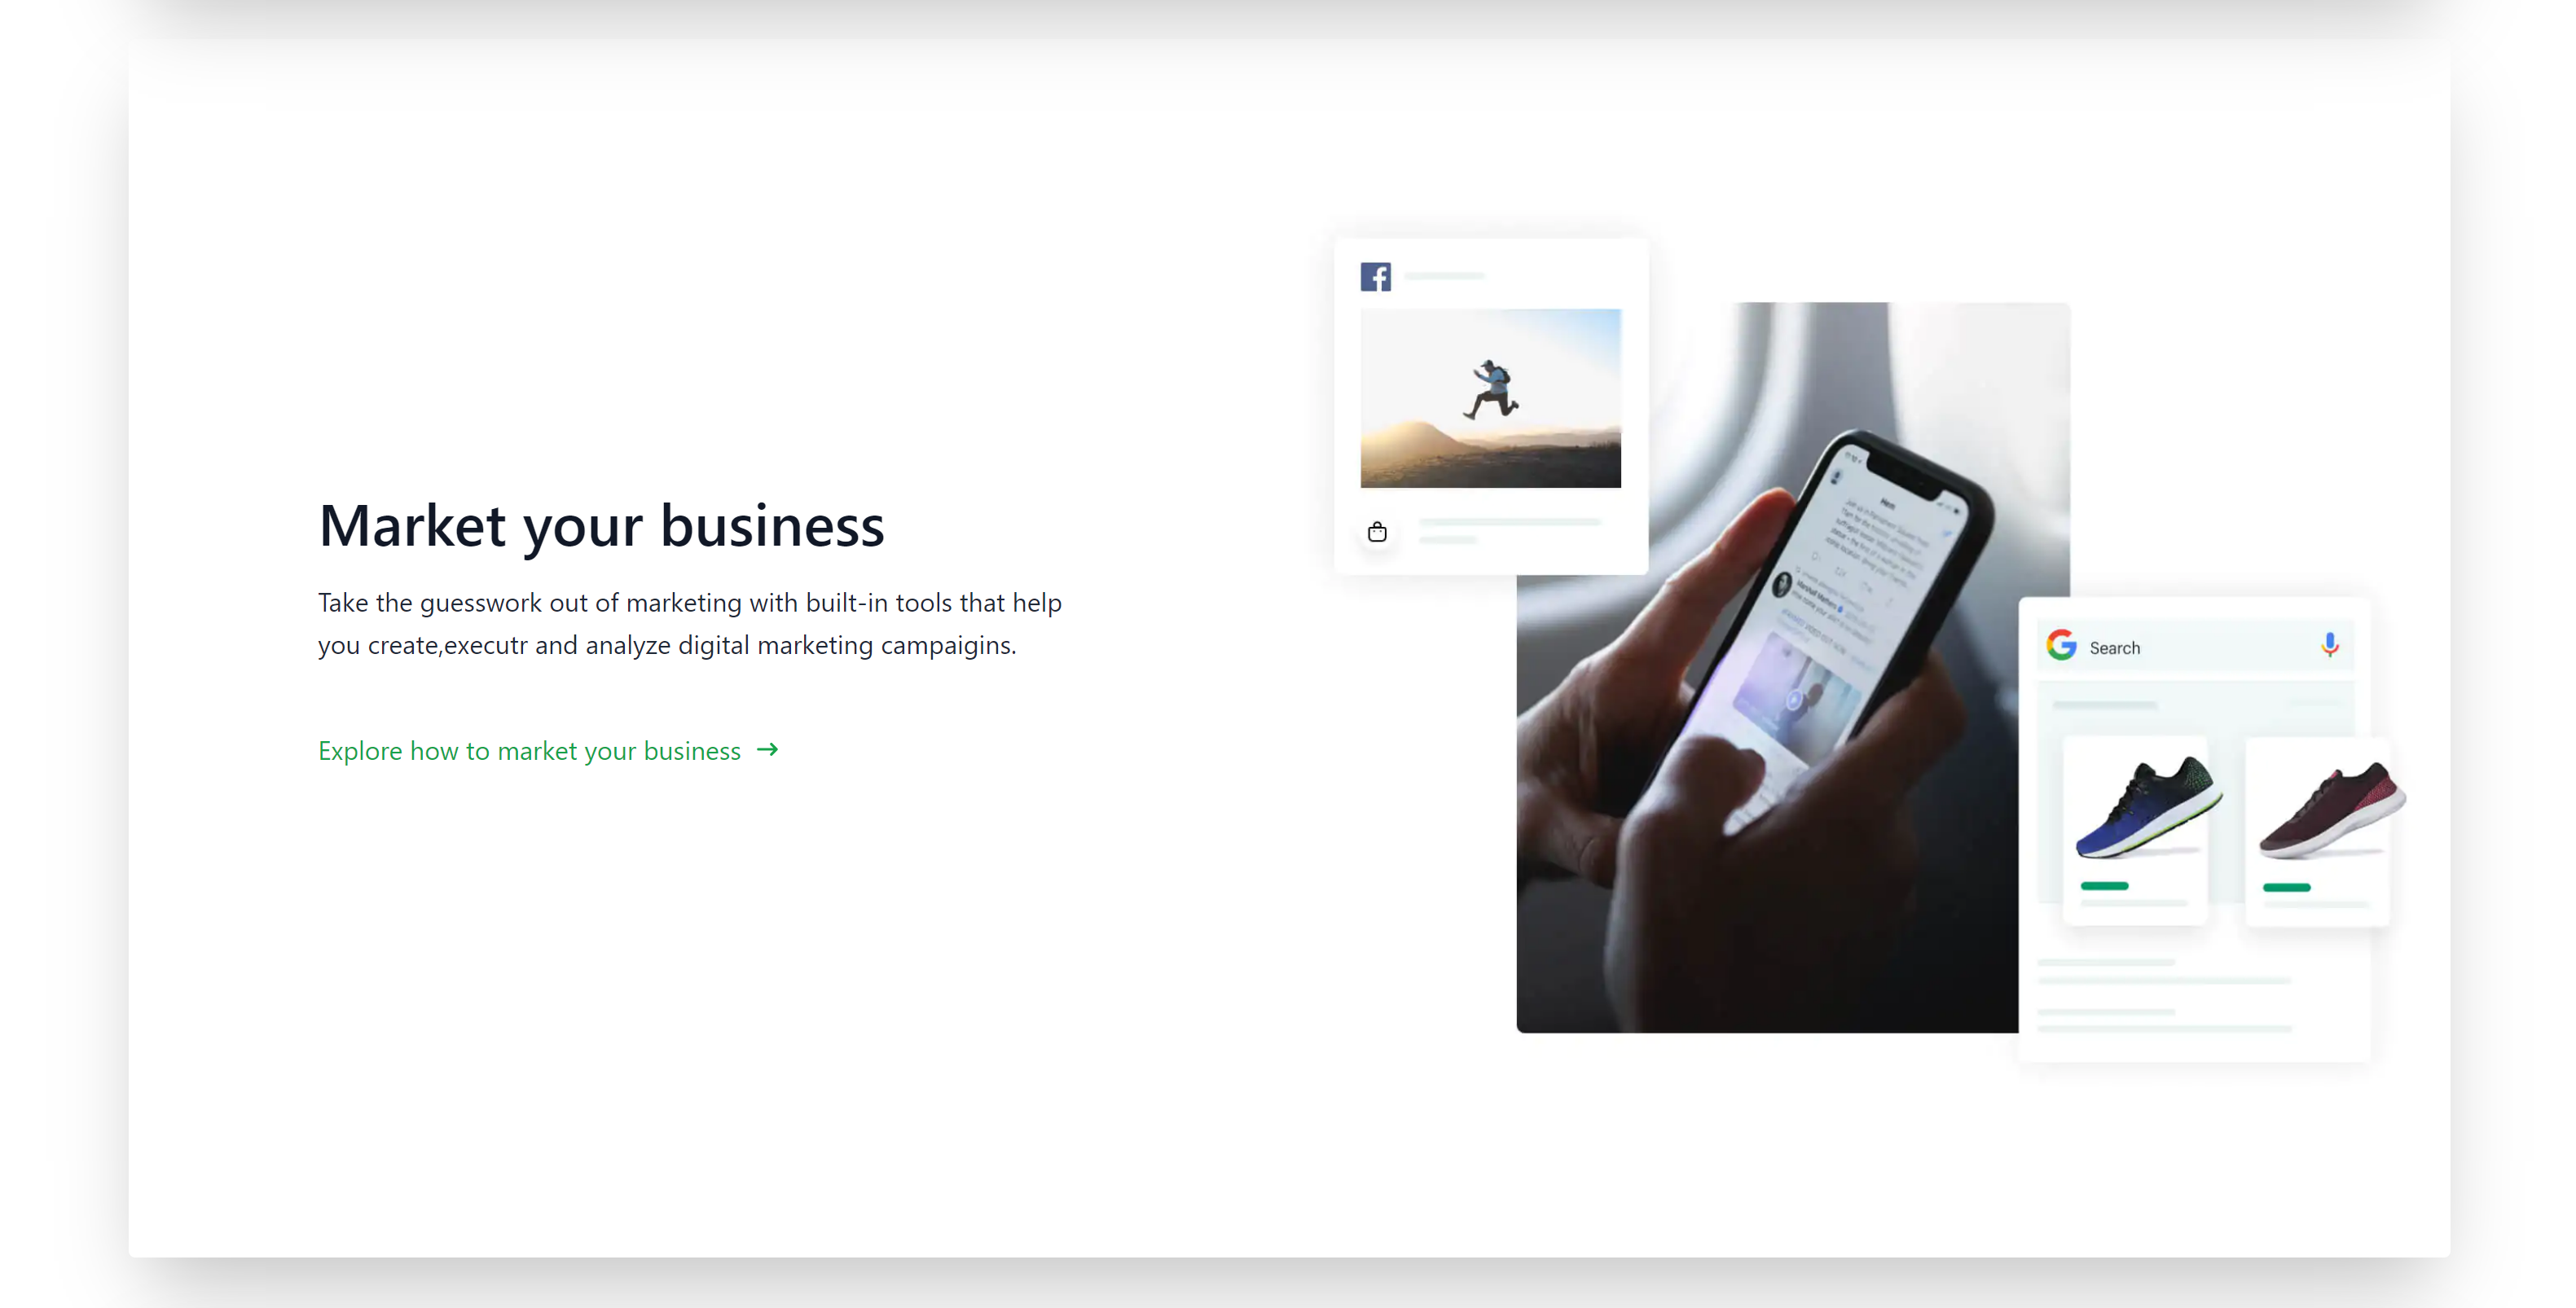 Market your business
Take the guesswork out of marketing with built-in tools that help
you create,executr and analyze digital marketing campaigins.
Explore how to market your business
Search